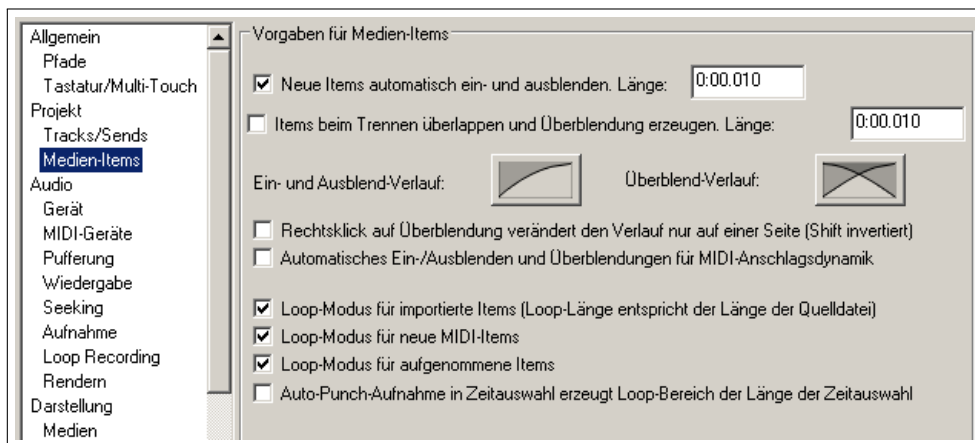 Allgemein
Pfade
Tastatur/Multi-Touch
Projekt
Tracks/Sends
Medien-Items
Audio
Gerät
MIDI-Geräte
Pufferung
Wiedergabe
Seeking
Aufnahme
Loop Recording
Rendern
Darstellung
Medien
Vorgaben für Medien-Items
Neue Items automatisch ein- und ausblenden. Länge: 0:00.010
Items beim Trennen überlappen und Überblendung erzeugen. Länge: 0:00.010
Ein- und Ausblend-Verlauf: Überblend-Verlauf:
Rechtsklick auf Überblendung verändert den Verlauf nur auf einer Seite (Shift invertiert)
Automatisches Ein-/Ausblenden und Überblendungen für MIDI-Anschlagsdynamik
Loop-Modus für importierte Items (Loop-Länge entspricht der Länge der Quelldatei)
Loop-Modus für neue MIDI-Items
Loop-Modus für aufgenommene Items
Auto-Punch-Aufnahme in Zeitauswahl erzeugt Loop-Bereich der Länge der Zeitauswahl